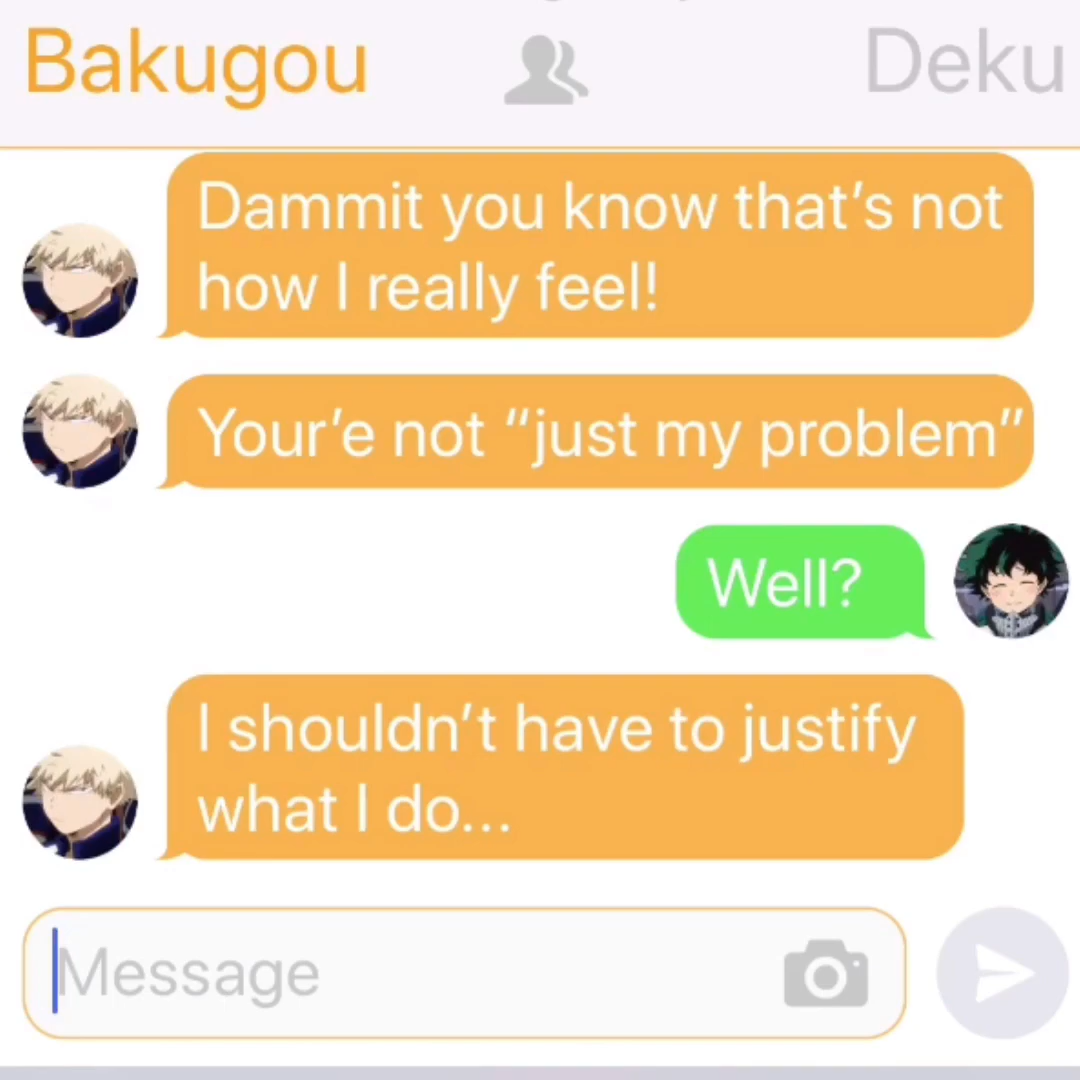 Bakugou
Deku
Dammit you know that's not
how I really feel!
Your'e not “just my problem”
Well?
I shouldn't have to justify
what I do...
Message